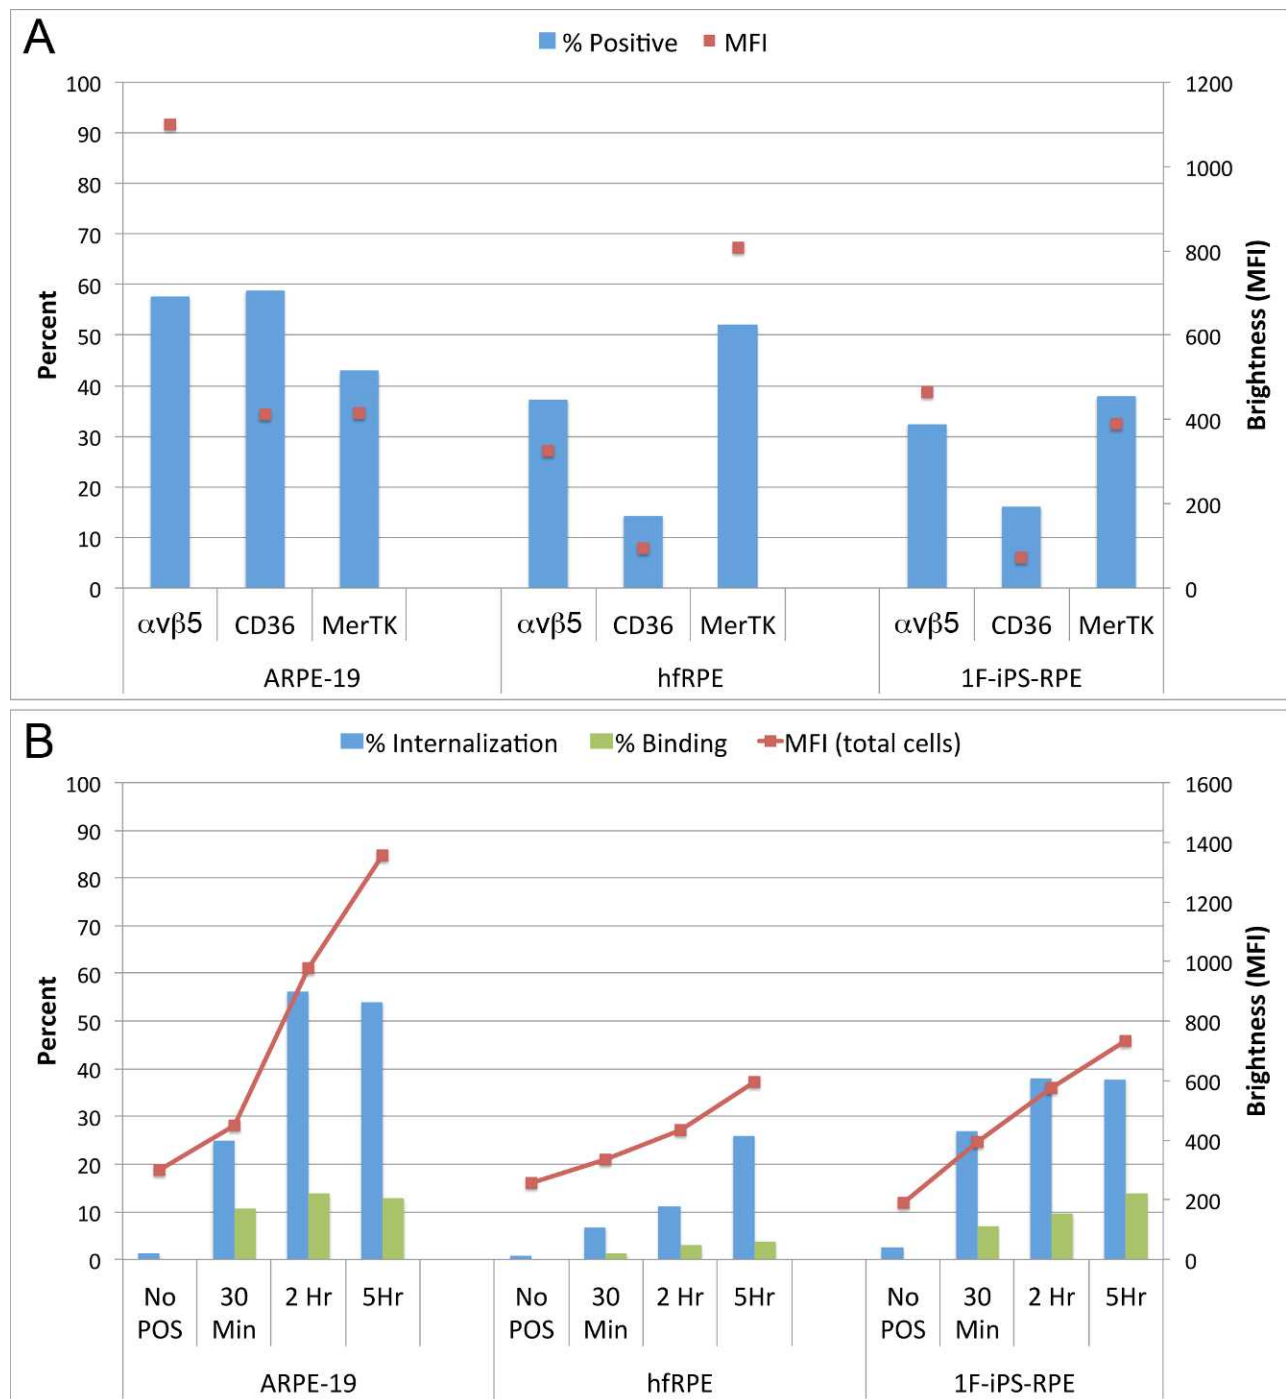 A
% Positive MFI
100 1200
90
80 1000
70
60 800
50 600
40
30 400
20 200
10
0 0
Percent
Brightness (MFI)
αvβ5 CD36 MerTK αvβ5 CD36 MerTK αvβ5 CD36 MerTK
ARPE-19 hfRPE 1F-iPS-RPE
B
% Internalization % Binding MFI (total cells)
100 1600
90 1400
80
70 1200
60 1000
50 800
40 600
30 400
20
10 200
0 0
Percent
Brightness (MFI)
No 30 2 Hr 5Hr No 30 2 Hr 5Hr No 30 2 Hr 5Hr
POS Min POS Min POS Min
ARPE-19 hfRPE 1F-iPS-RPE